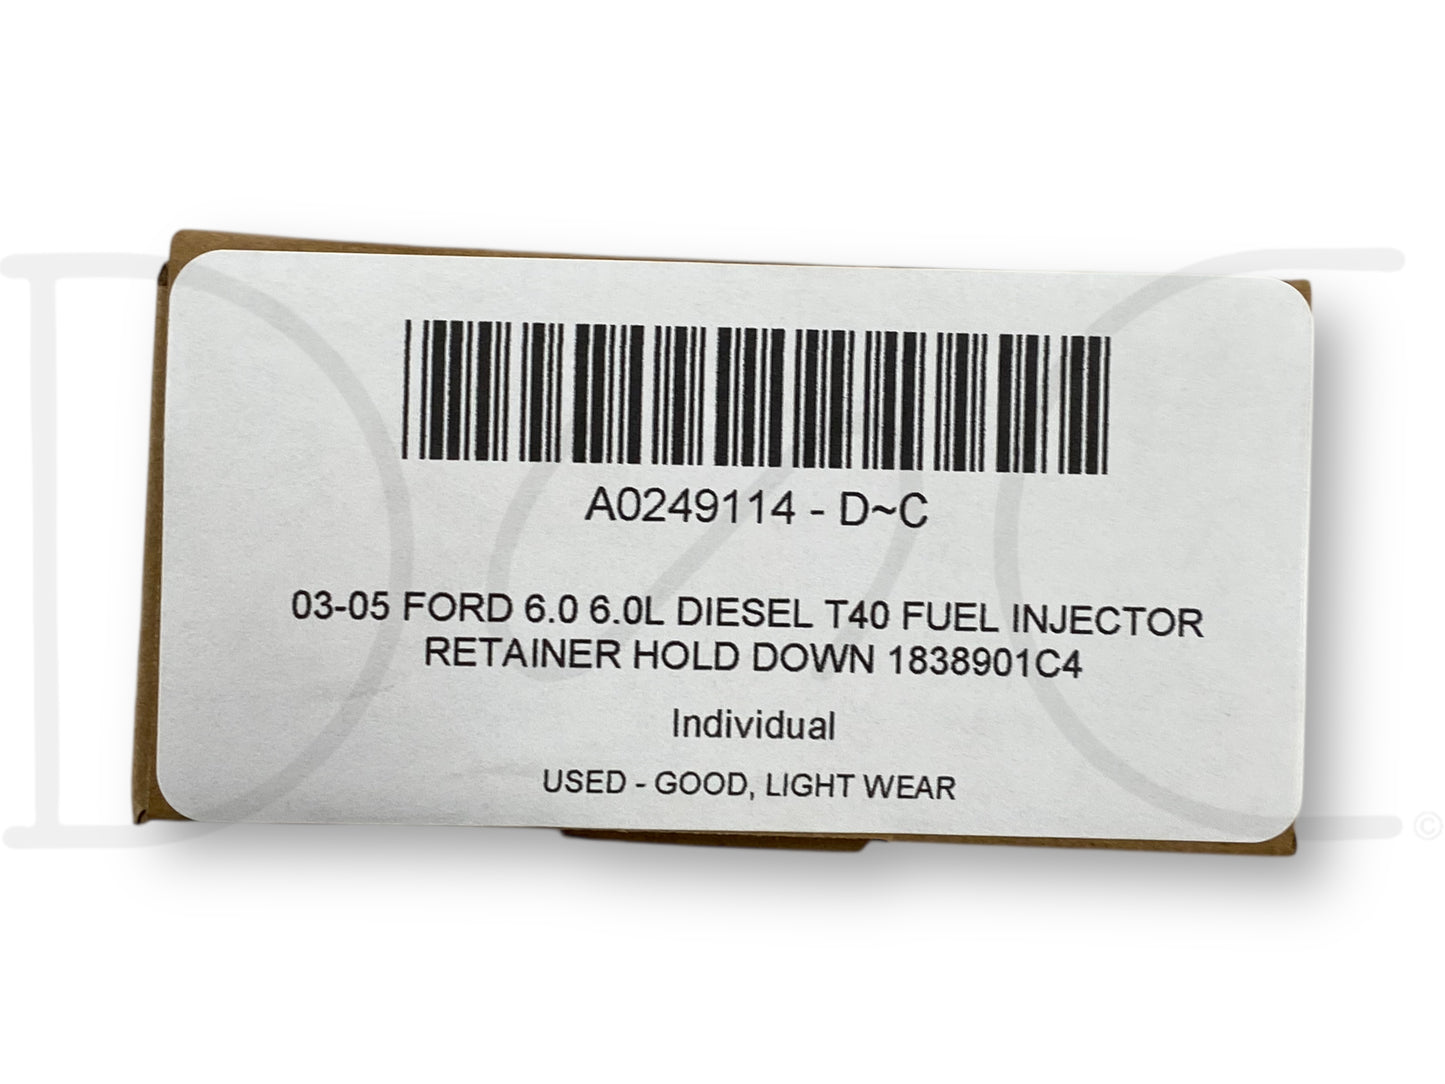 A0249114 - D~C
03-05 FORD 6.0 6.0L DIESEL T40 FUEL INJECTOR
RETAINER HOLD DOWN 1838901C4
Individual
USED - GOOD, LIGHT WEAR
D~C ©